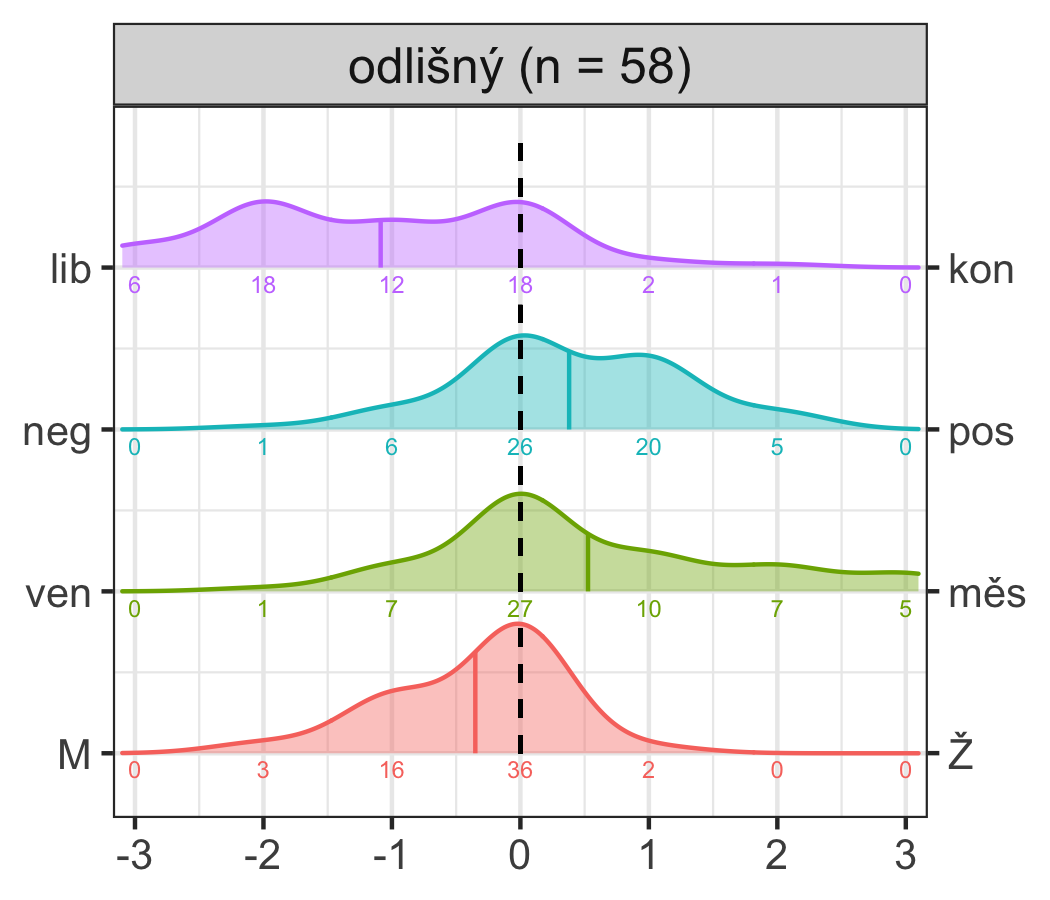 odlišný (n = 58)
lib kon
6 18 12 18 2 1 0
neg pos
0 1 6 26 20 5 0
ven měs
0 1 7 27 10 7 5
M Ž
0 3 16 36 2 0 0
-3 -2 -1 0 1 2 3